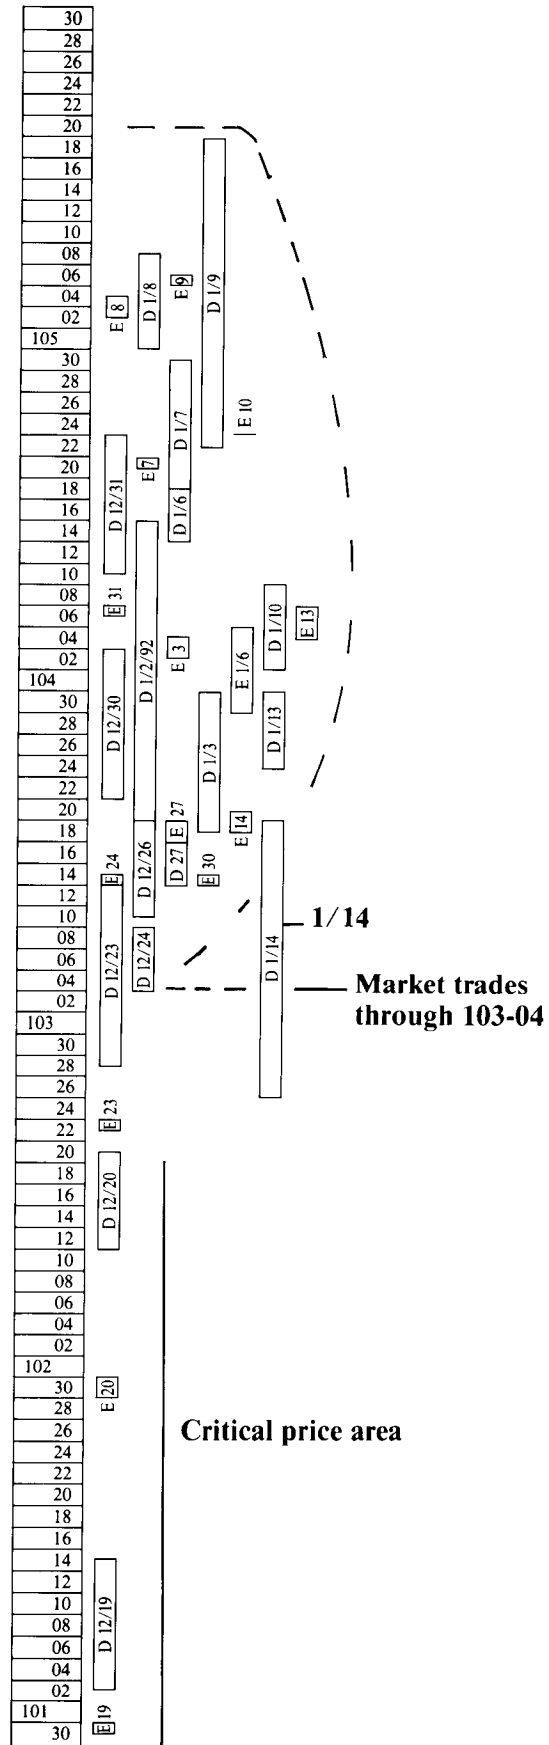 30
28
26
24
22
20
18
16
14
12
10
08
06
04
02
105
30
28
26
24
22
20
18
16
14
12
10
08
06
04
02
104
30
28
26
24
22
20
18
16
14
12
10
08
06
04
02
103
30
28
26
24
22
20
18
16
14
12
10
08
06
04
02
102
30
28
26
24
22
20
18
16
14
12
10
08
06
04
02
101
30
E 8
D 1/8
E 9
D 1/9
D 1/7
E 10
D 12/31
E 7
D 1/6
E 31
D 1/2/92
E 3
E 1/6
D 1/10
E 13
D 12/30
D 1/3
D 1/13
E 24
D 12/26
E 27
D 27
E 30
E 14
D 12/23
D 12/24
D 1/14
1/14
Market trades
through 103-04
E 23
D 12/20
E 20
Critical price area
D 12/19
E 19